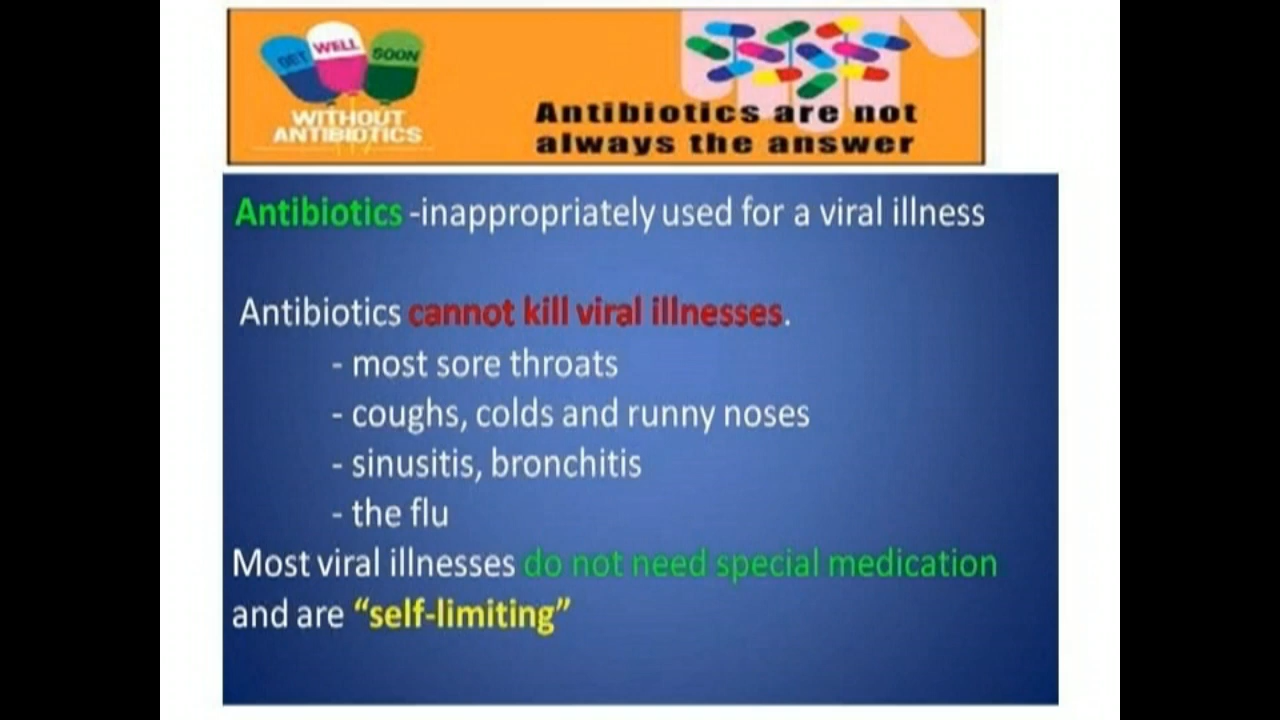 GET WELL SOON
WITHOUT
ANTIBIOTICS
Antibiotics are not
always the answer
Antibiotics -inappropriately used for a viral illness
Antibiotics cannot kill viral illnesses.
- most sore throats
- coughs, colds and runny noses
- sinusitis, bronchitis
- the flu
Most viral illnesses do not need special medication
and are “self-limiting”